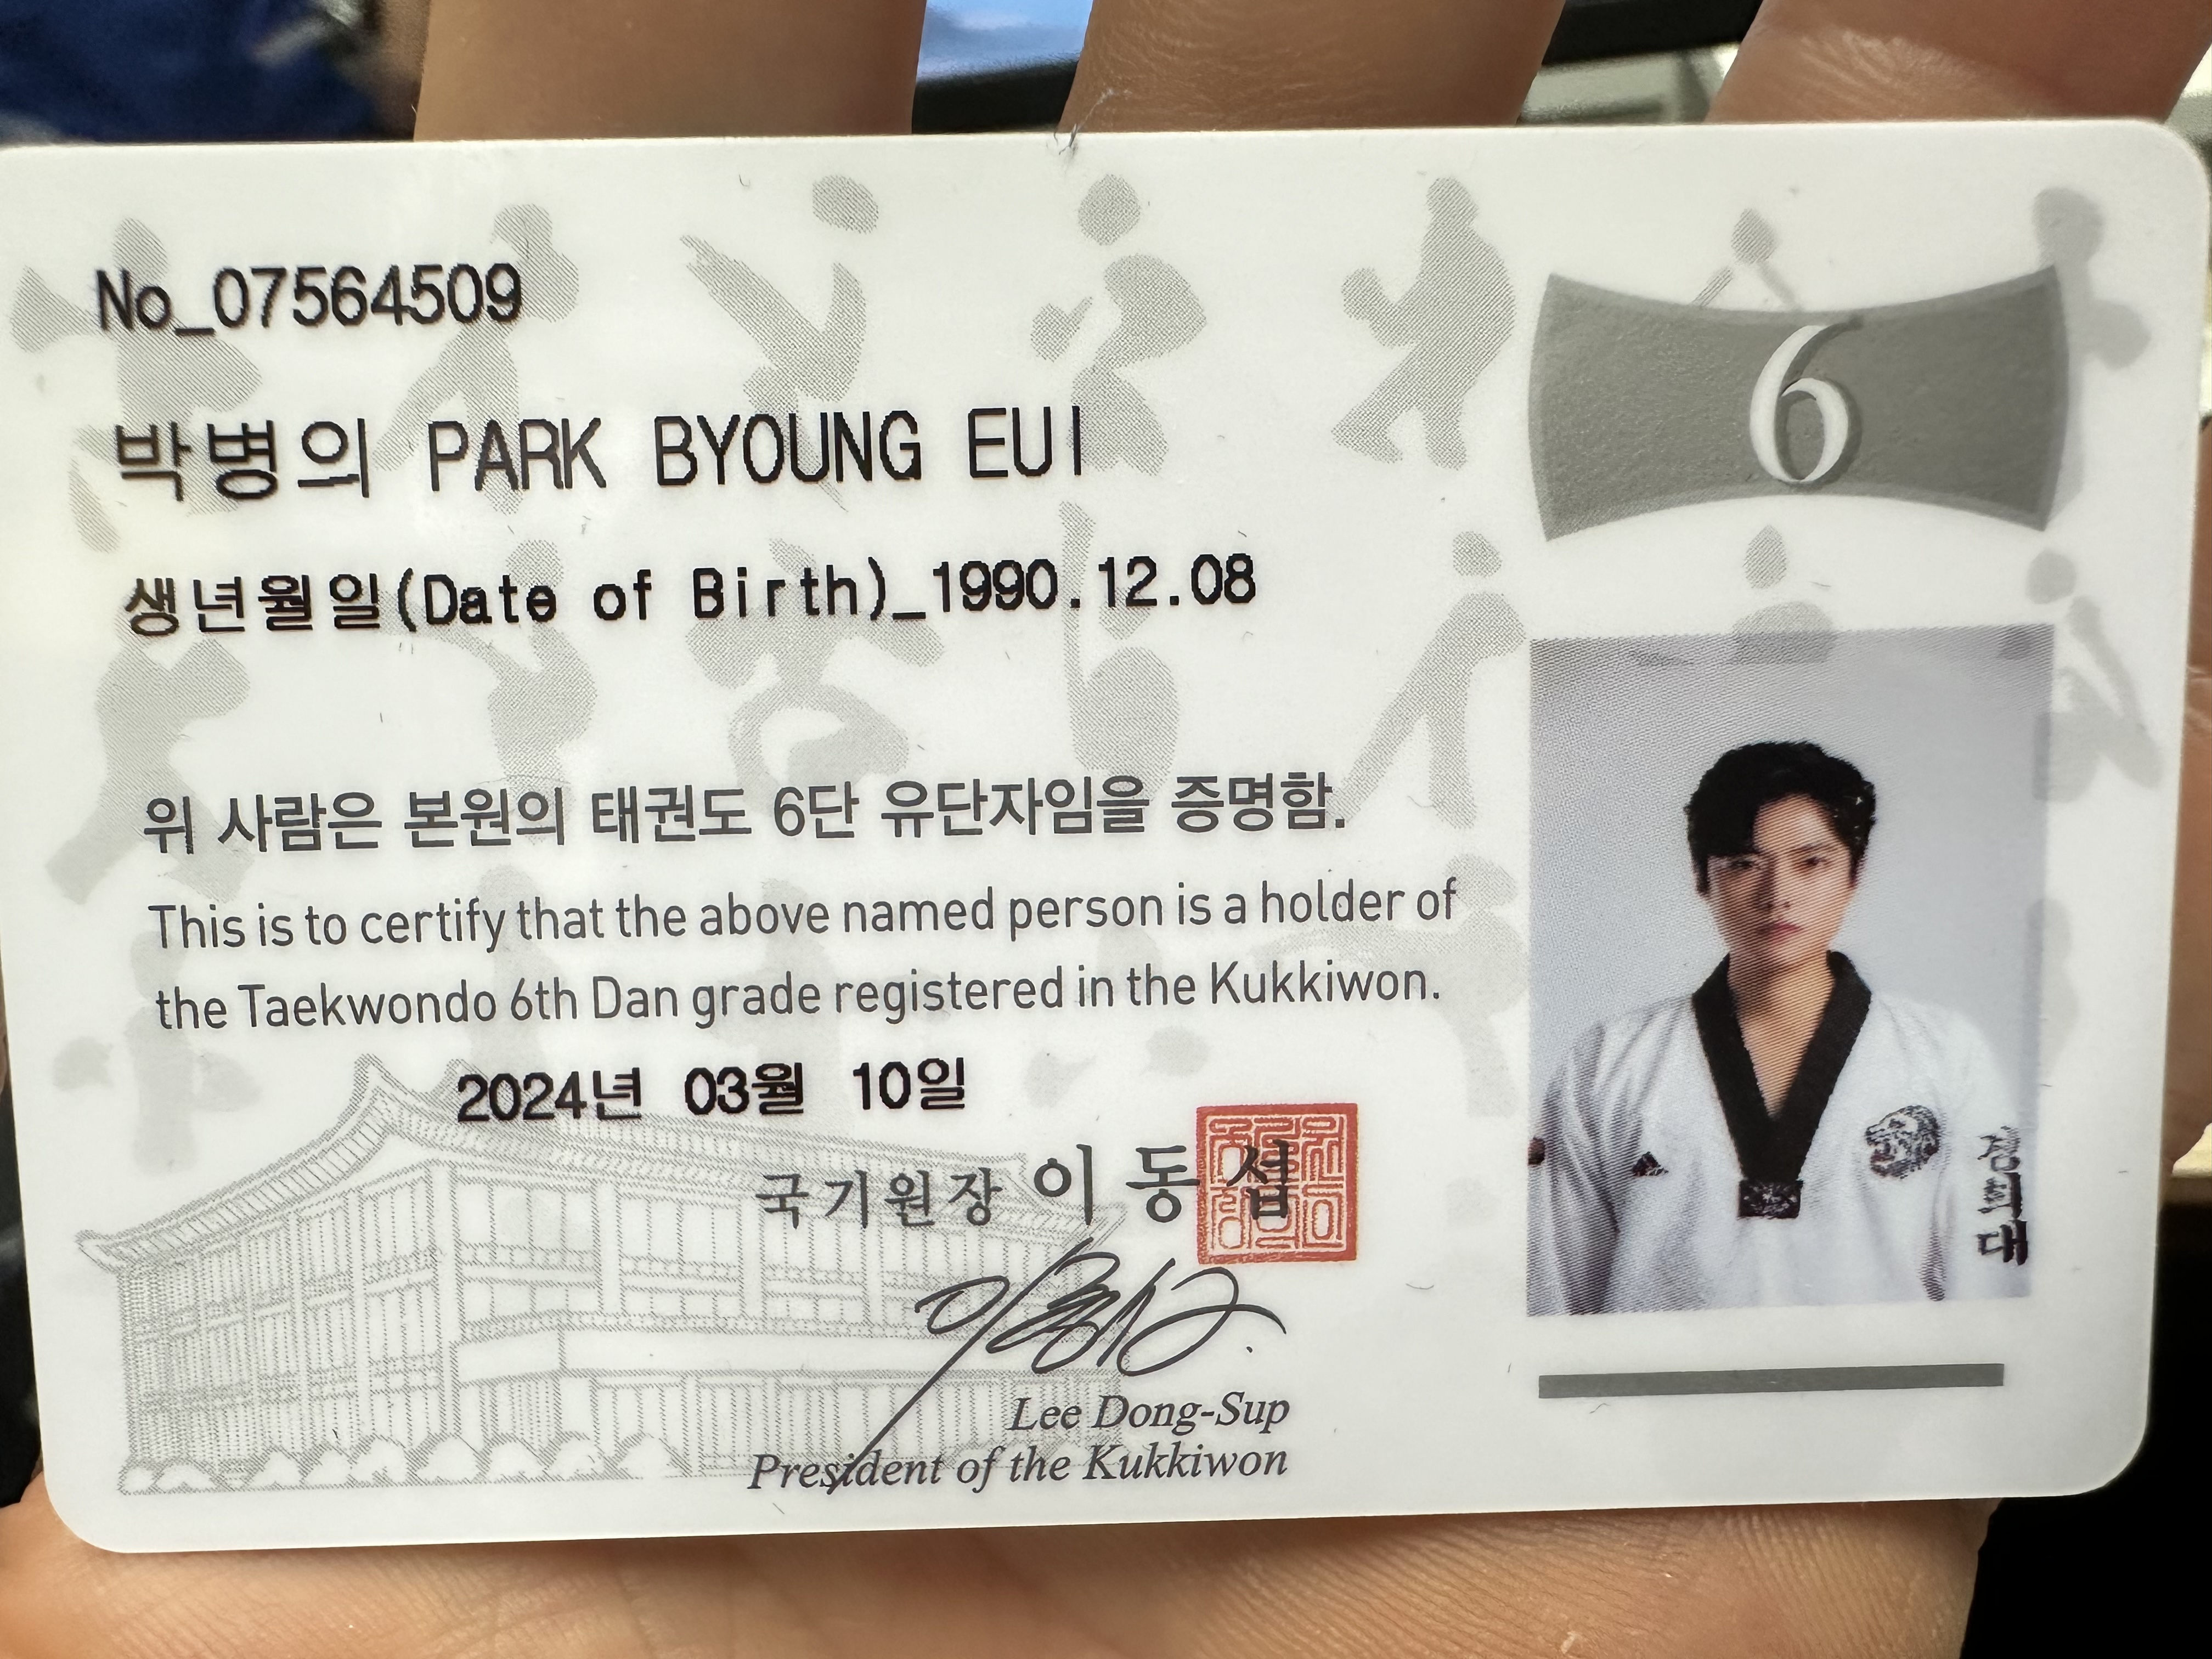 No_07564509
6
박병의 PARK BYOUNG EUI
생년월일(Date of Birth)_1990.12.08
위 사람은 본원의 태권도 6단 유단자임을 증명함.
This is to certify that the above named person is a holder of
the Taekwondo 6th Dan grade registered in the Kukkiwon.
2024년 03월 10일
국기원장 이동섭
Lee Dong-Sup
President of the Kukkiwon